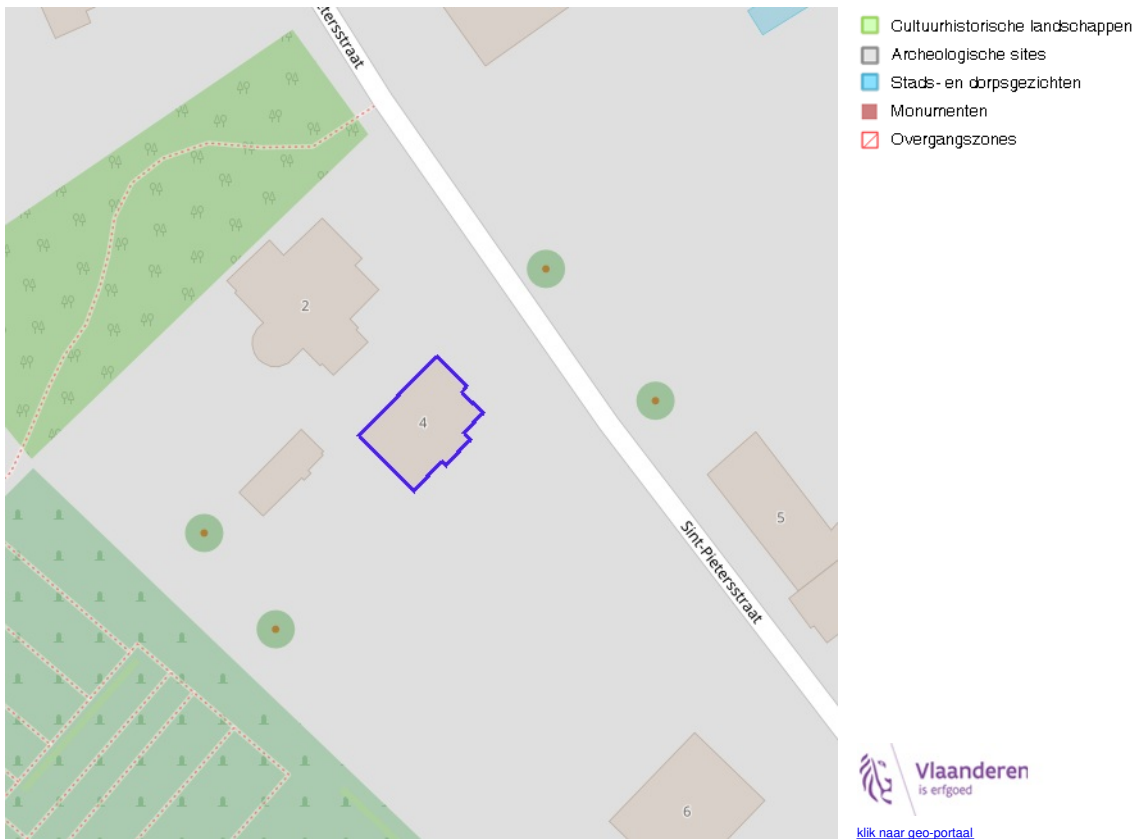 etersstraat
2
4
5
Sint-Pietersstraat
6
Cultuurhistorische landschappen
Archeologische sites
Stads- en dorpsgezichten
Monumenten
Overgangszones
Vlaanderen
is erfgoed
klik naar geo-portaal